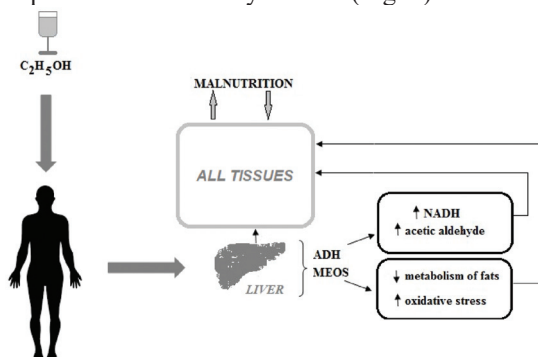 C₂H₅OH
MALNUTRITION
ALL TISSUES
NADH
acetic aldehyde
ADH
MEOS
LIVER
metabolism of fats
oxidative stress